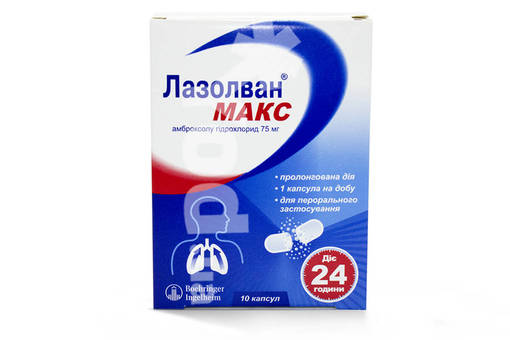 Лазолван®
МАКС
амброксолу гідрохлорид 75 мг
• пролонгована дія
• 1 капсула на добу
• для перорального
застосування
Діє
24
години
Boehringer
Ingelheim
10 капсул